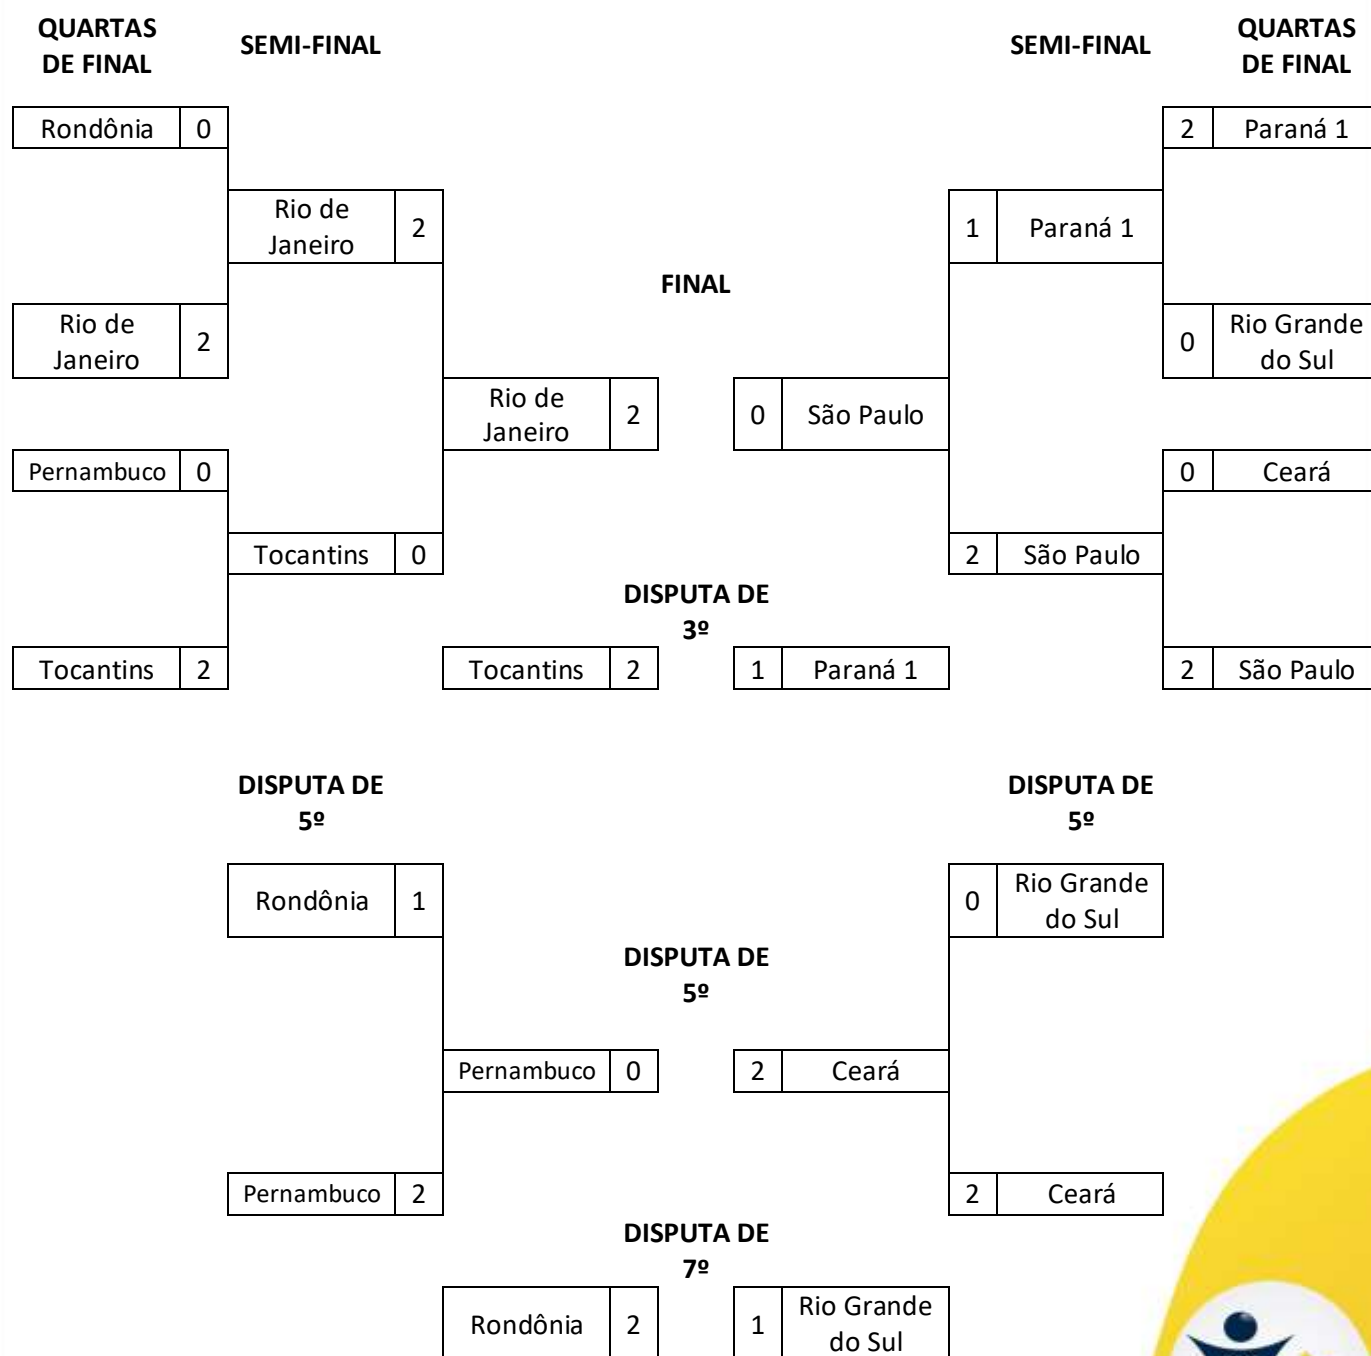 QUARTAS
DE FINAL
SEMI-FINAL
SEMI-FINAL
QUARTAS
DE FINAL
Rondônia 0
2 Paraná 1
Rio de
Janeiro 2
1 Paraná 1
FINAL
Rio de
Janeiro 2
0 Rio Grande
do Sul
Rio de
Janeiro 2
0 São Paulo
Pernambuco 0
0 Ceará
Tocantins 0
2 São Paulo
DISPUTA DE
3º
Tocantins 2
Tocantins 2
1 Paraná 1
2 São Paulo
DISPUTA DE
5º
DISPUTA DE
5º
Rondônia 1
0 Rio Grande
do Sul
DISPUTA DE
5º
Pernambuco 0
2 Ceará
Pernambuco 2
2 Ceará
DISPUTA DE
7º
Rondônia 2
1 Rio Grande
do Sul